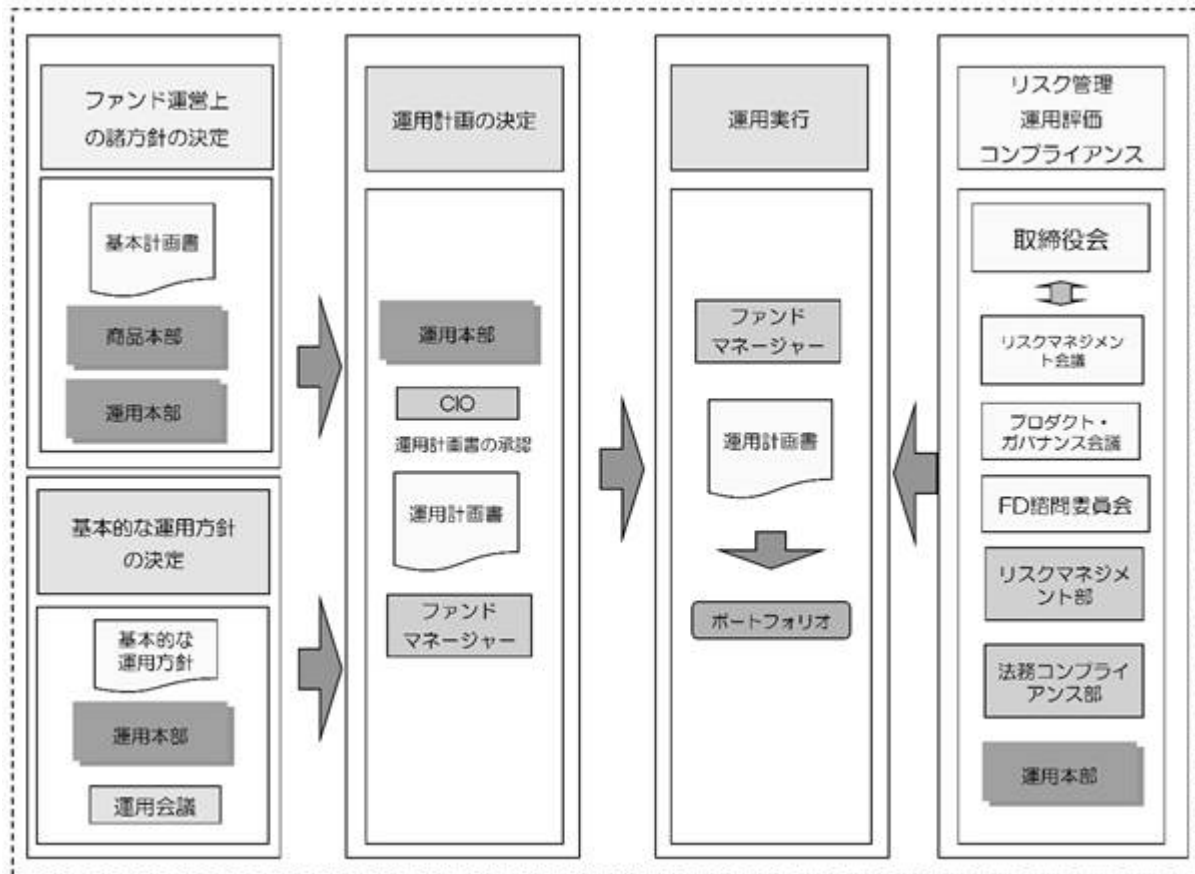 ファンド運営上
の諸方針の決定
基本計画書
商品本部
運用本部
基本的な運用方針
の決定
基本的な
運用方針
運用本部
運用会議
運用計画の決定
運用本部
CIO
運用計画書の承認
運用計画書
ファンド
マネージャー
運用実行
ファンド
マネージャー
運用計画書
ポートフォリオ
リスク管理
運用評価
コンプライアンス
取締役会
リスクマネジメン
ト会議
プロダクト・
ガバナンス会議
FD諮問委員会
リスクマネジメ
ント部
法務コンプライ
アンス部
運用本部